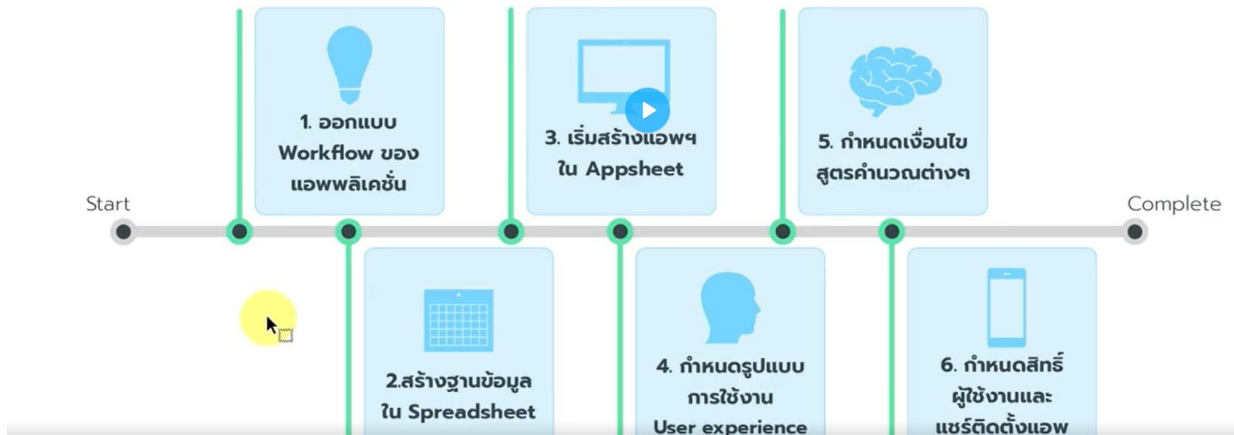 Start
1. ออกแบบ
Workflow ของ
แอพพลิเคชั่น
2.สร้างฐานข้อมูล
ใน Spreadsheet
3. เริ่มสร้างแอพฯ
ใน Appsheet
4. กำหนดรูปแบบ
การใช้งาน
User experience
5. กำหนดเงื่อนไข
สูตรคำนวณต่างๆ
6. กำหนดสิทธิ์
ผู้ใช้งานและ
แชร์ติดตั้งแอพ
Complete